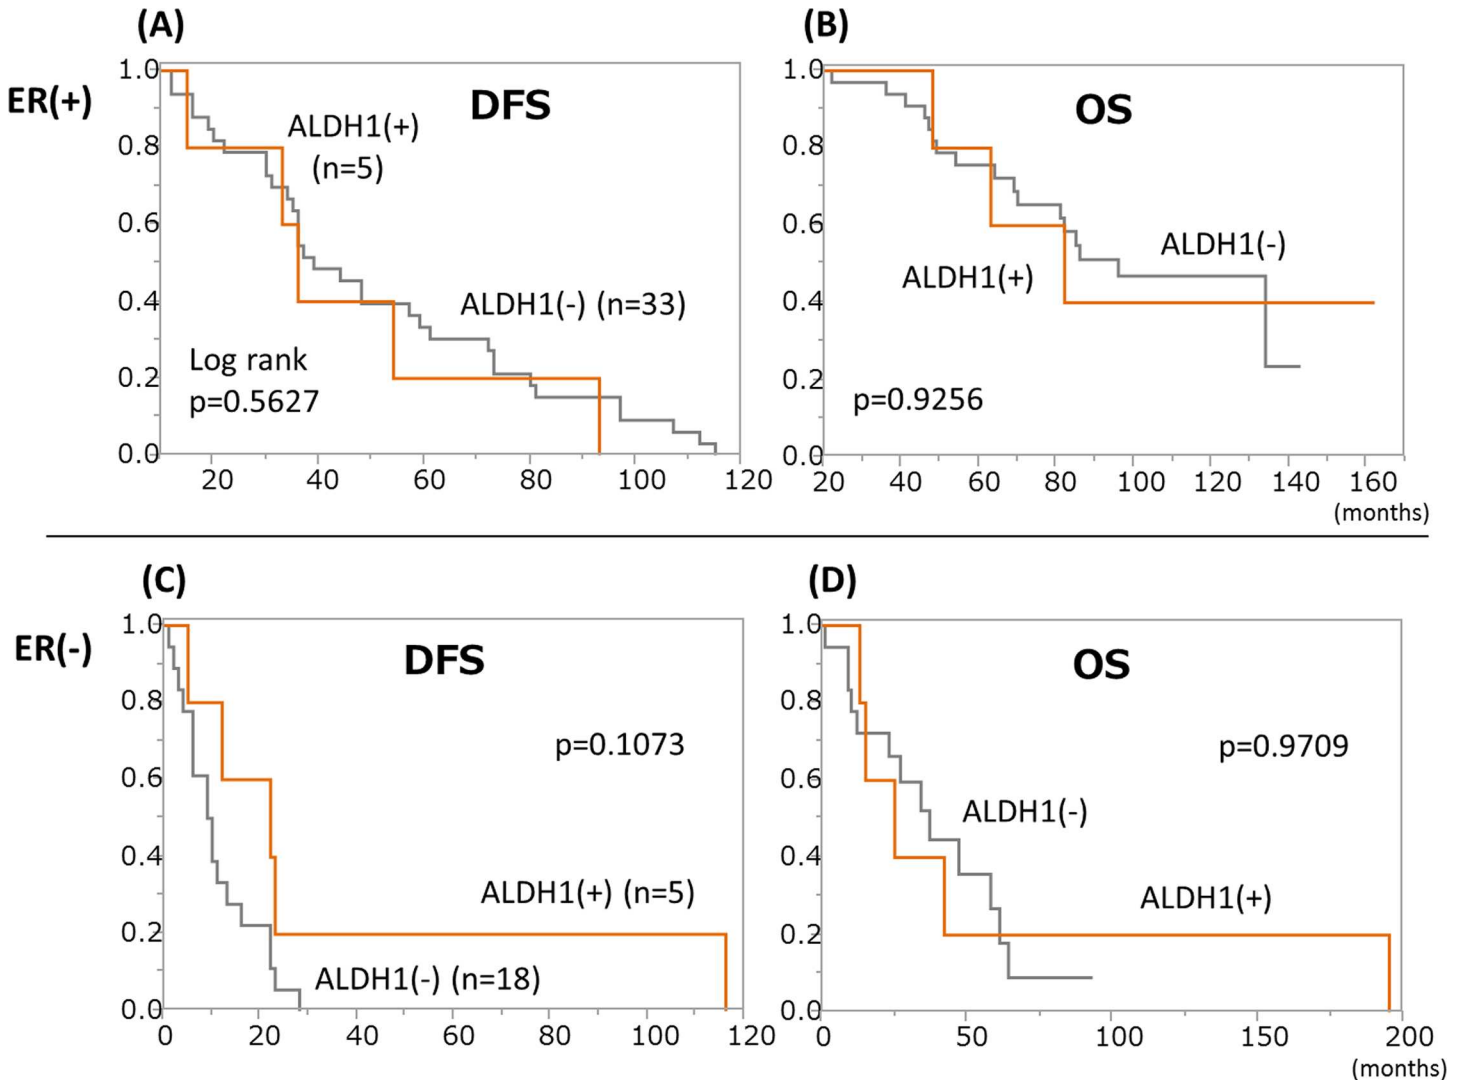 (A)
ER(+)
DFS
1.0
0.8
0.6
0.4
0.2
0.0
ALDH1(+)
(n=5)
ALDH1(-) (n=33)
Log rank
p=0.5627
20 40 60 80 100 120
(B)
OS
1.0
0.8
0.6
0.4
0.2
0.0
ALDH1(-)
ALDH1(+)
p=0.9256
20 40 60 80 100 120 140 160
(months)
(C)
ER(-)
DFS
1.0
0.8
0.6
0.4
0.2
0.0
p=0.1073
ALDH1(+) (n=5)
ALDH1(-) (n=18)
0 20 40 60 80 100 120
(D)
OS
1.0
0.8
0.6
0.4
0.2
0.0
p=0.9709
ALDH1(-)
ALDH1(+)
0 50 100 150 200
(months)